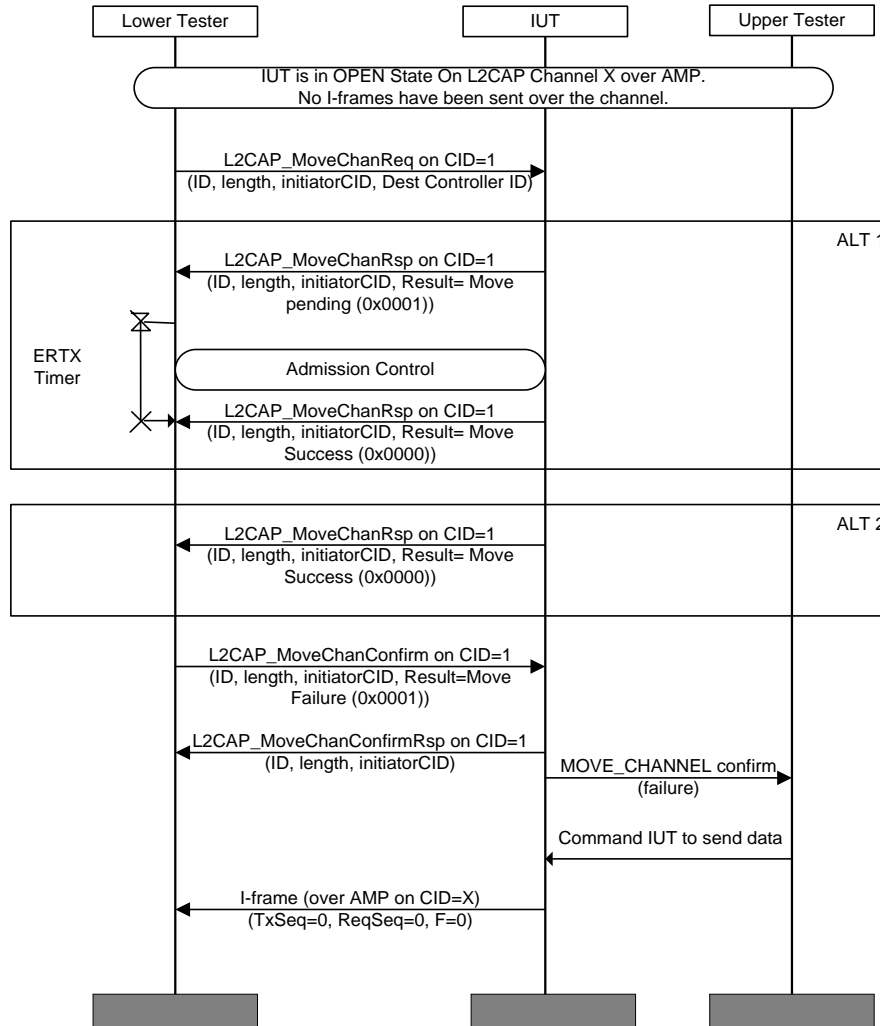 Lower Tester
IUT
Upper Tester
IUT is in OPEN State On L2CAP Channel X over AMP.
No I-frames have been sent over the channel.
L2CAP_MoveChanReq on CID=1
(ID, length, initiatorCID, Dest Controller ID)
ALT 1
L2CAP_MoveChanRsp on CID=1
(ID, length, initiatorCID, Result= Move
pending (0x0001))
ERTX
Timer
Admission Control
L2CAP_MoveChanRsp on CID=1
(ID, length, initiatorCID, Result= Move
Success (0x0000))
ALT 2
L2CAP_MoveChanRsp on CID=1
(ID, length, initiatorCID, Result= Move
Success (0x0000))
L2CAP_MoveChanConfirm on CID=1
(ID, length, initiatorCID, Result=Move
Failure (0x0001))
L2CAP_MoveChanConfirmRsp on CID=1
(ID, length, initiatorCID)
MOVE_CHANNEL confirm
(failure)
Command IUT to send data
I-frame (over AMP on CID=X)
(TxSeq=0, ReqSeq=0, F=0)